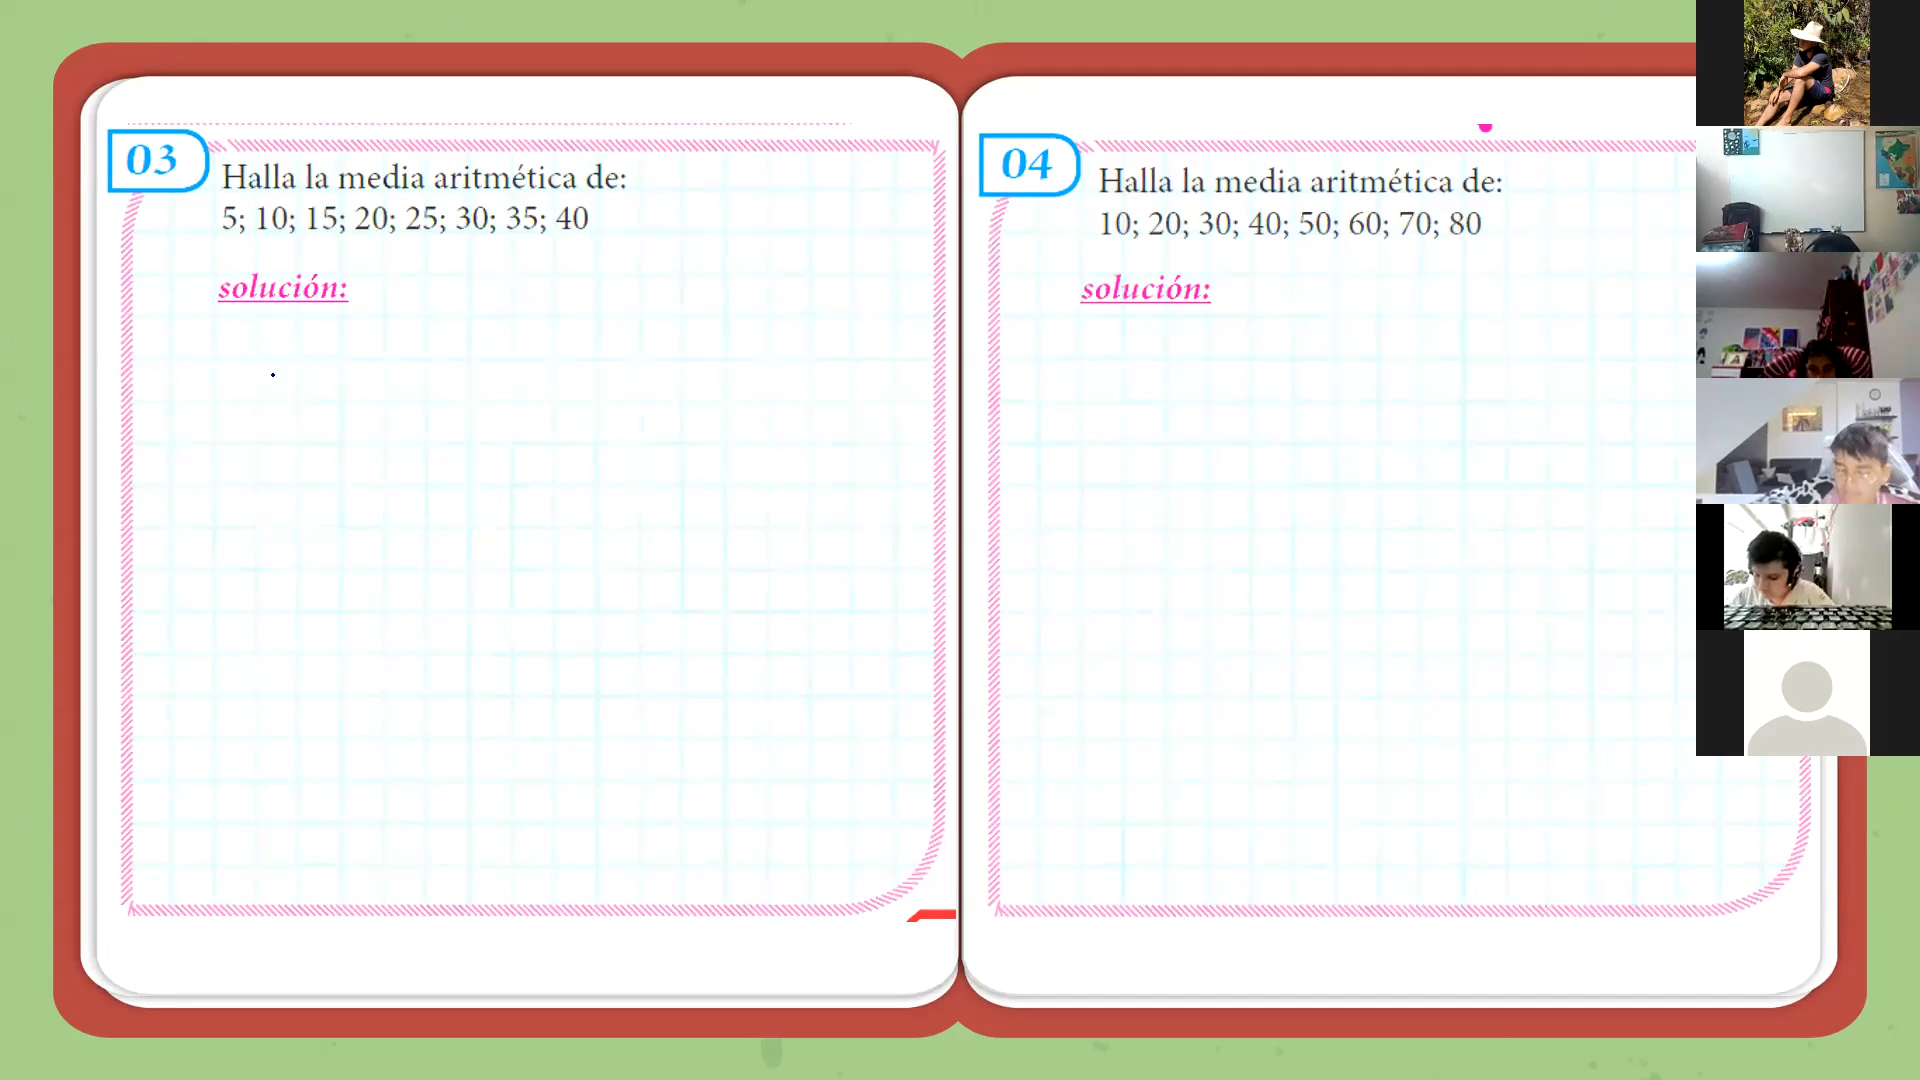 03
Halla la media aritmética de:
5; 10; 15; 20; 25; 30; 35; 40
solución:
04
Halla la media aritmética de:
10; 20; 30; 40; 50; 60; 70; 80
solución: